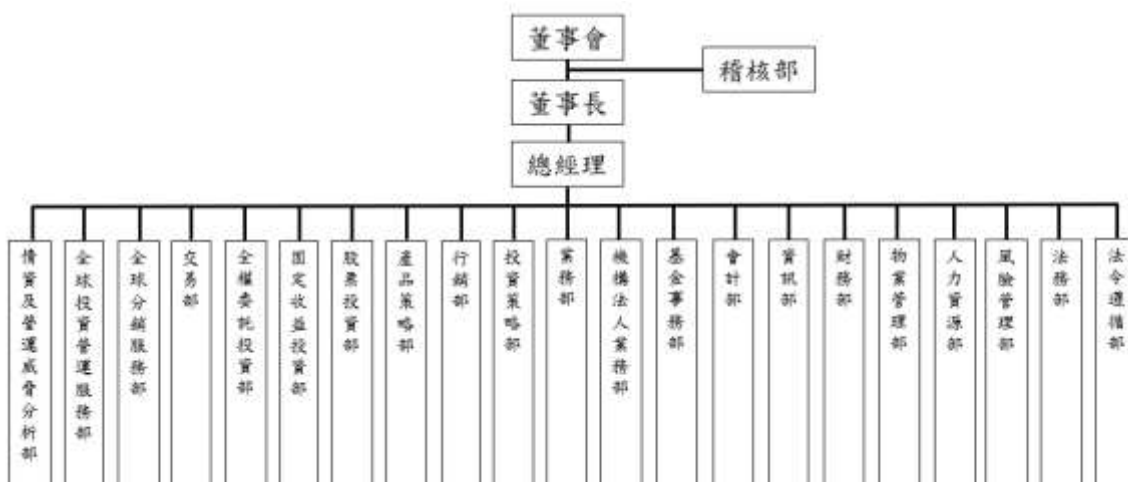 董事會
稽核部
董事長
總經理
情資及營運威脅分析部
全球投資營運服務部
全球分銷服務部
交易部
全權委託投資部
固定收益投資部
股票投資部
產品策略部
行銷部
投資策略部
業務部
機構法人業務部
基金事務部
會計部
資訊部
財務部
物業管理部
人力資源部
風險管理部
法務部
法令遵循部